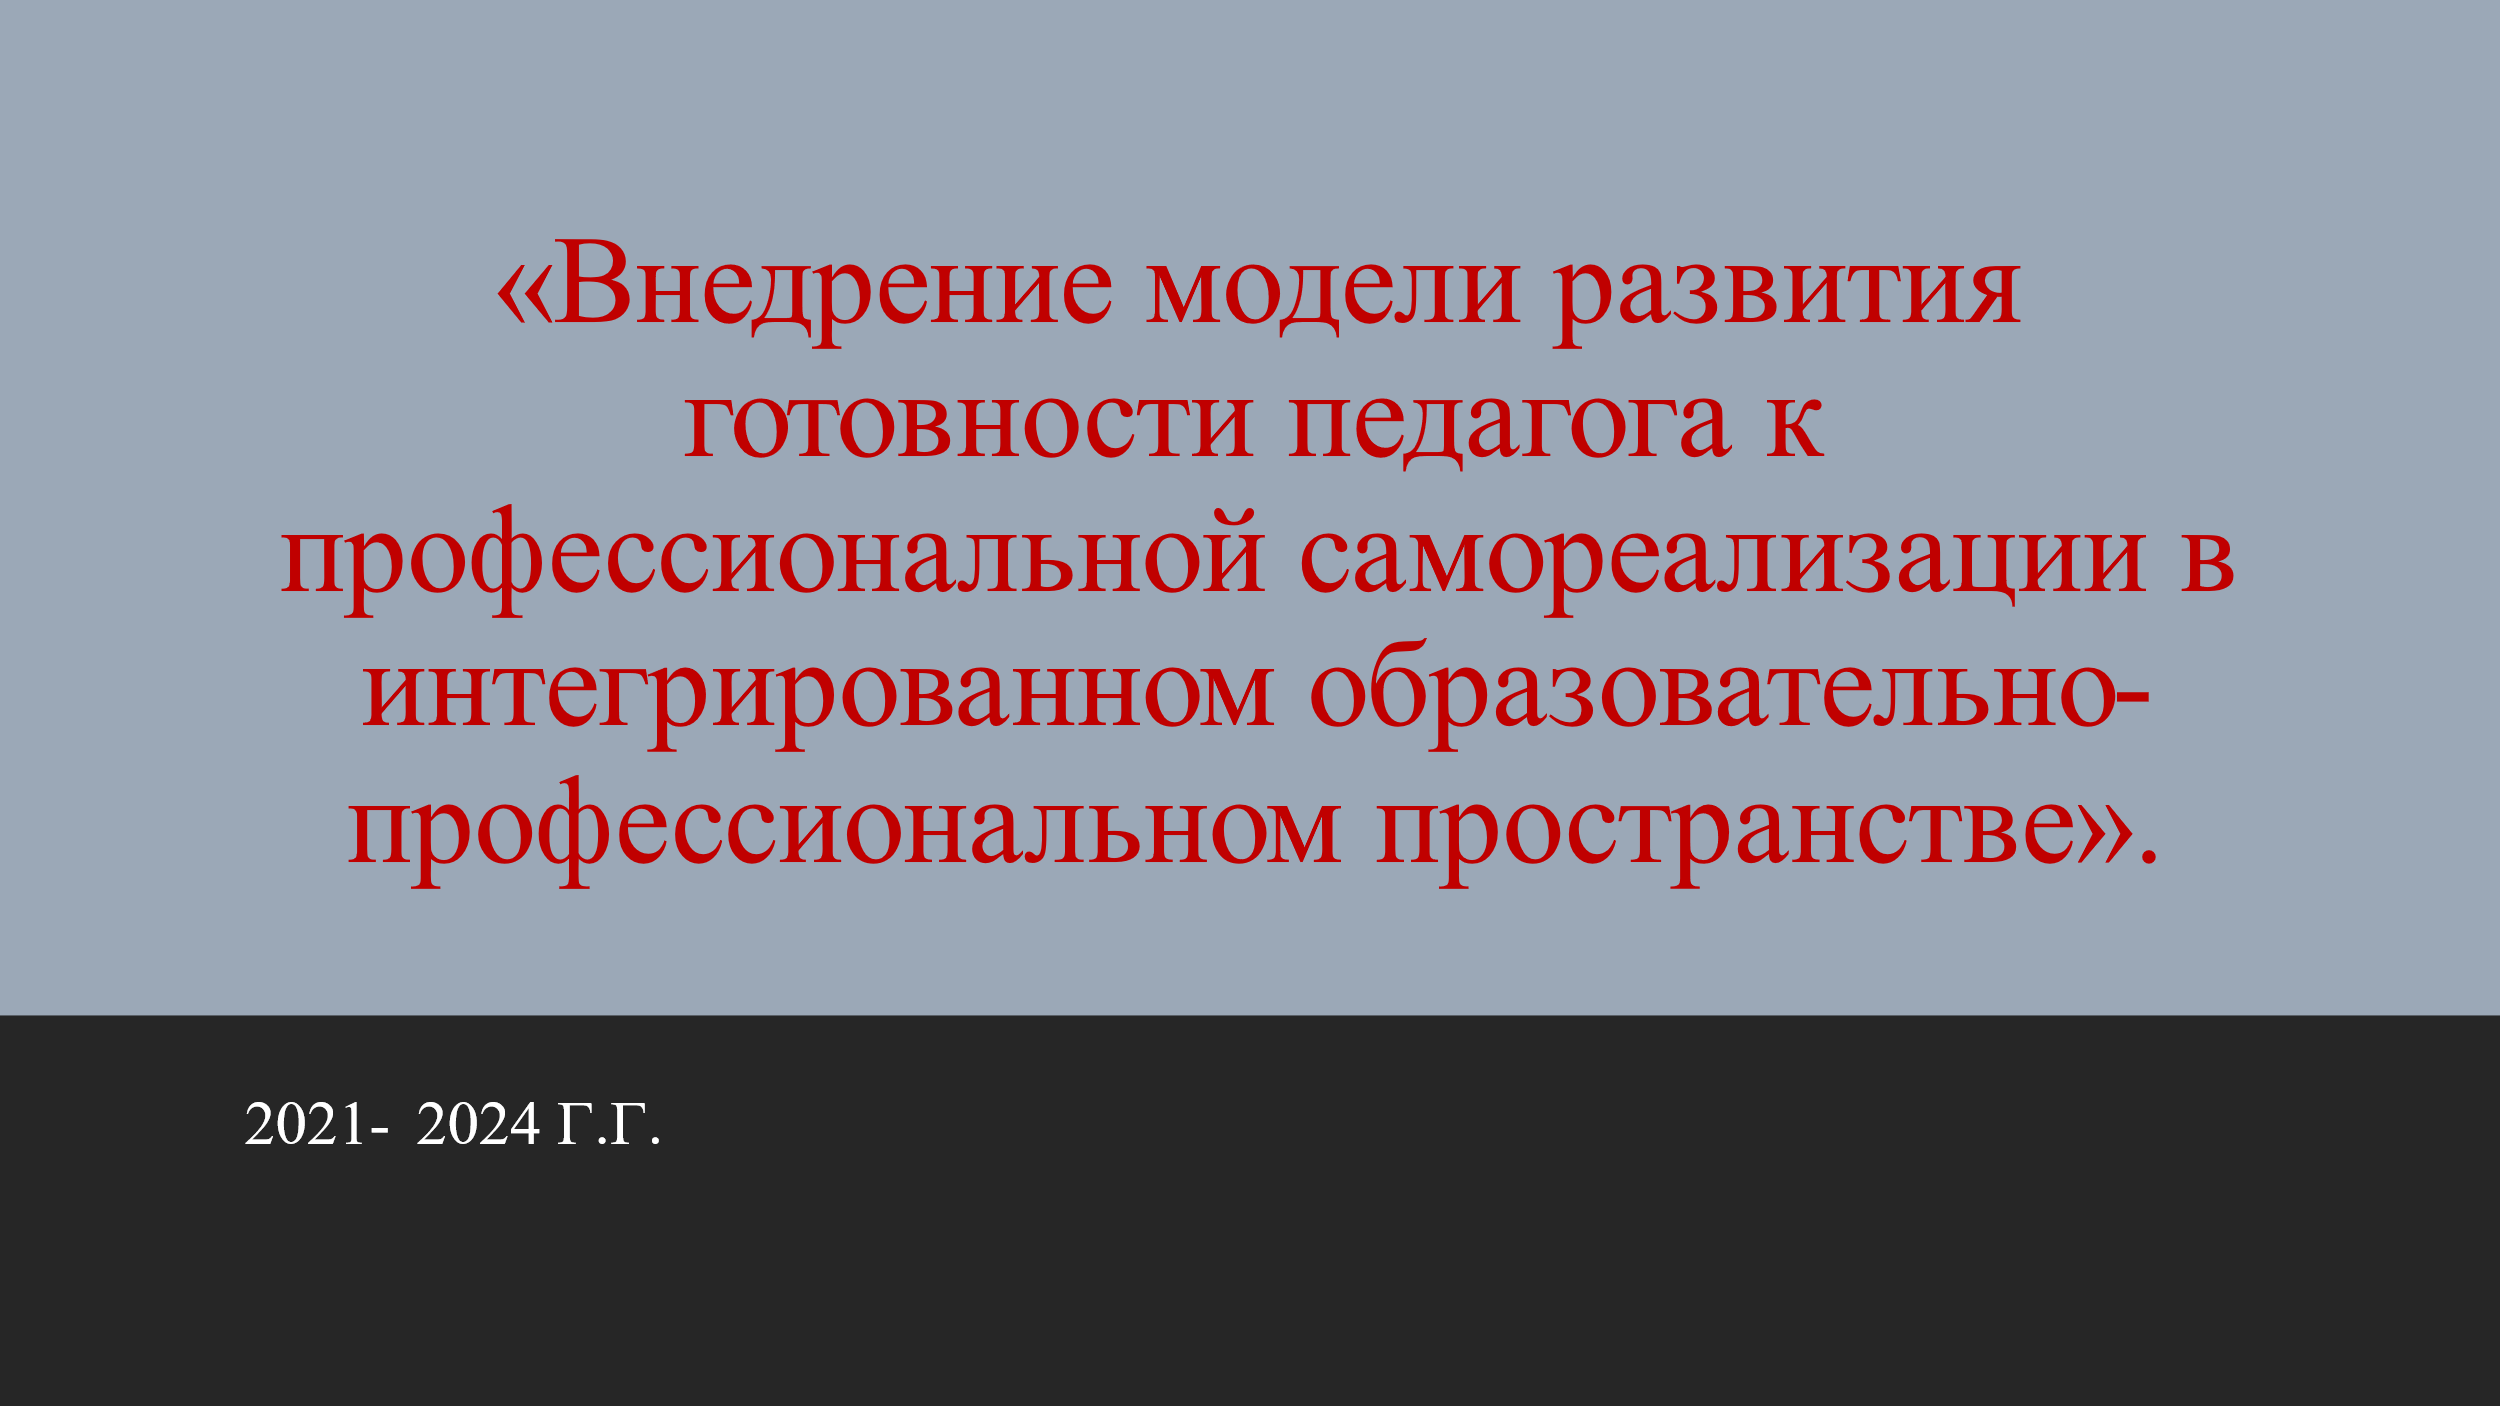 «Внедрение модели развития
готовности педагога к
профессиональной самореализации в
интегрированном образовательно-
профессиональном пространстве».
2021- 2024 Г.Г.